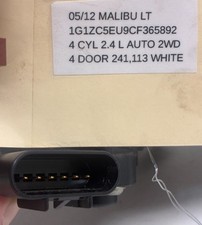 05/12 MALIBU LT
1G1ZC5EU9CF365892
4 CYL 2.4 L AUTO 2WD
4 DOOR 241,113 WHITE